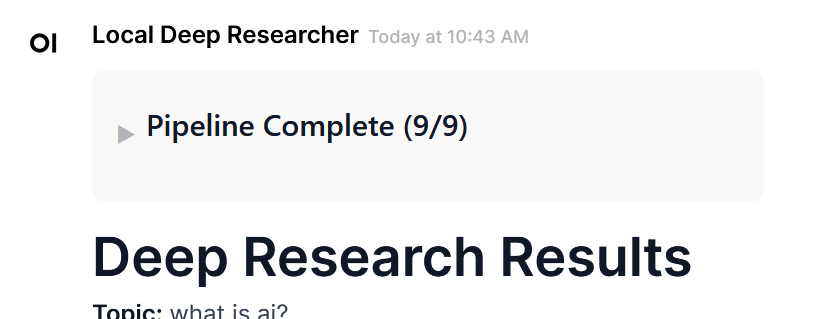 OI
Local Deep Researcher Today at 10:43 AM
Pipeline Complete (9/9)
Deep Research Results
Topic: what is ai?